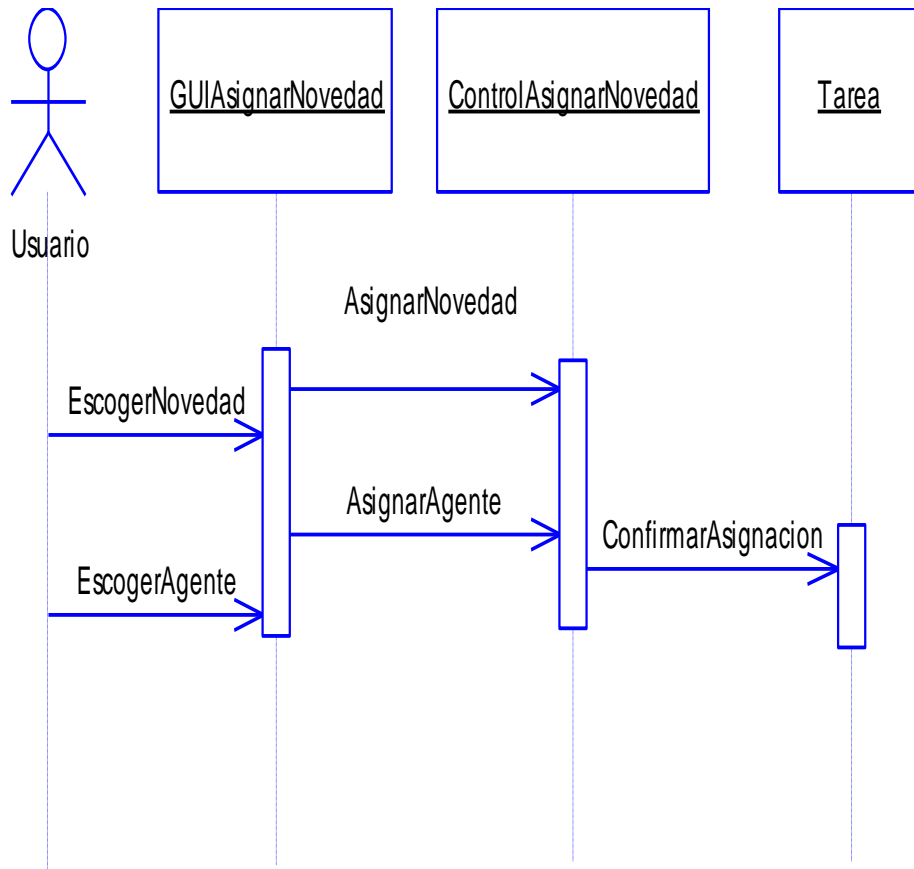 GUIAsignarNovedad
ControlAsignarNovedad
Tarea
Usuario
AsignarNovedad
EscogerNovedad
AsignarAgente
ConfirmarAsignacion
EscogerAgente